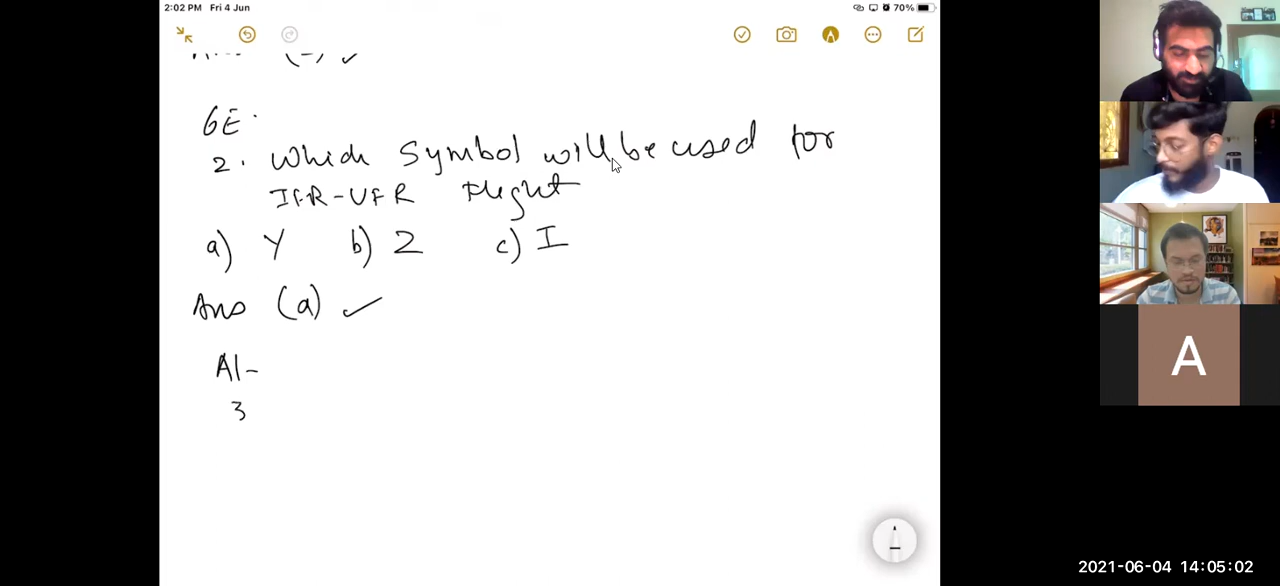 2:02 PM Fri 4 Jun
70%
6E.
2. Which Symbol will be used for
IFR-VFR Flight
a) Y b) Z c) I
Ans (a) ✓
AI-
3
A
2021-06-04 14:05:02